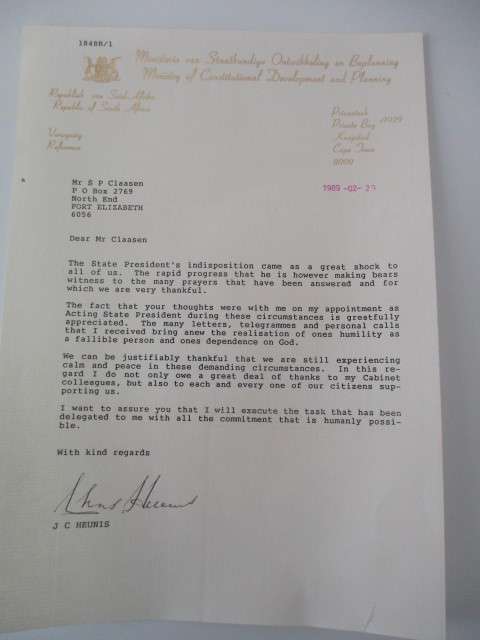 1848B/1
Ministerie van Staatkundige Ontwikkeling en Beplanning
Ministry of Constitutional Development and Planning
Republiek van Suid-Afrika
Republic of South Africa
Privaatsak
Private Bag X9029
Kaapstad
Cape Town
8000
Verwysing
Reference
Mr S P Claasen
P O Box 2769
North End
PORT ELIZABETH
6056
1989 -02- 23
Dear Mr Claasen
The State President's indisposition came as a great shock to
all of us. The rapid progress that he is however making bears
witness to the many prayers that have been answered and for
which we are very thankful.
The fact that your thoughts were with me on my appointment as
Acting State President during these circumstances is greatfully
appreciated. The many letters, telegrammes and personal calls
that I received bring anew the realisation of ones humility as
a fallible person and ones dependence on God.
We can be justifiably thankful that we are still experiencing
calm and peace in these demanding circumstances. In this re-
gard I do not only owe a great deal of thanks to my Cabinet
colleagues, but also to each and every one of our citizens sup-
porting us.
I want to assure you that I will execute the task that has been
delegated to me with all the commitment that is humanly possi-
ble.
With kind regards
Chris Heunis
J C HEUNIS